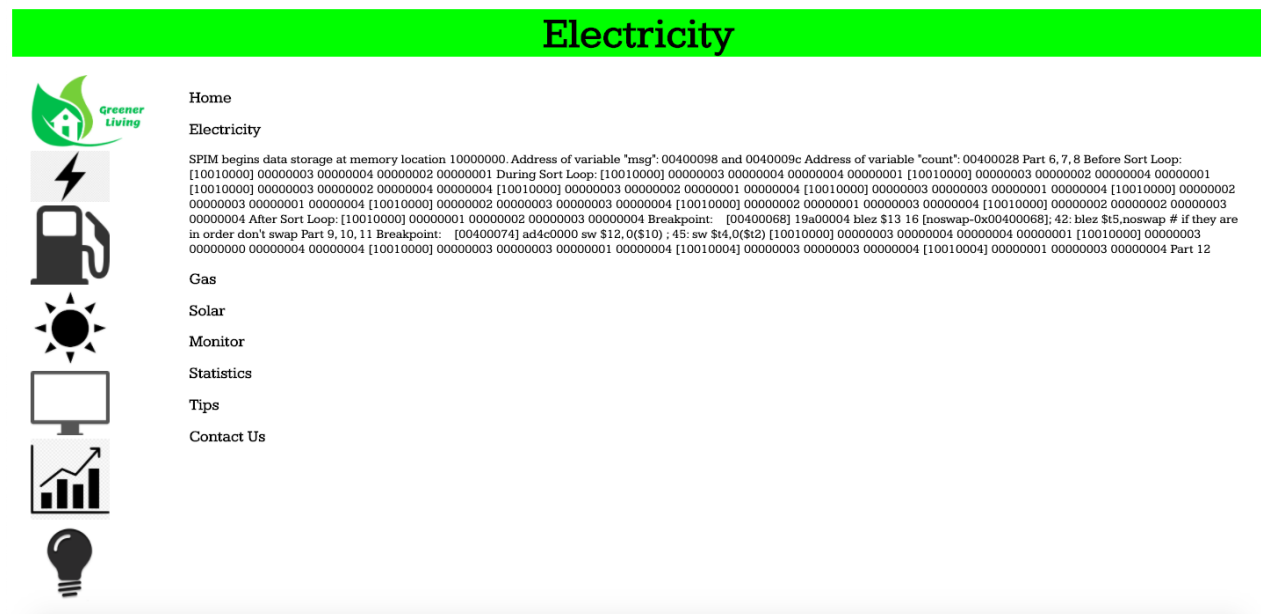 Electricity
Greener
Living
Home
Electricity
SPIM begins data storage at memory location 10000000. Address of variable "msg": 00400098 and 0040009c Address of variable "count": 00400028 Part 6, 7, 8 Before Sort Loop:
[10010000] 00000003 00000004 00000002 00000001 During Sort Loop: [10010000] 00000003 00000004 00000004 00000001 [10010000] 00000003 00000002 00000004 00000001
[10010000] 00000003 00000002 00000004 00000004 [10010000] 00000003 00000002 00000001 00000004 [10010000] 00000003 00000003 00000001 00000004 [10010000] 00000002
00000003 00000001 00000004 [10010000] 00000002 00000003 00000003 00000004 [10010000] 00000002 00000001 00000003 00000004 [10010000] 00000002 00000002 00000003
00000004 After Sort Loop: [10010000] 00000001 00000002 00000003 00000004 Breakpoint: [00400068] 19a00004 blez $13 16 [noswap-0x00400068]; 42: blez $t5,noswap # if they are
in order don't swap Part 9, 10, 11 Breakpoint: [00400074] ad4c0000 sw $12, 0($10) ; 45: sw $t4,0($t2) [10010000] 00000003 00000004 00000004 00000001 [10010000] 00000003
00000000 00000004 00000004 [10010000] 00000003 00000003 00000001 00000004 [10010004] 00000003 00000003 00000004 [10010004] 00000001 00000003 00000004 Part 12
Gas
Solar
Monitor
Statistics
Tips
Contact Us